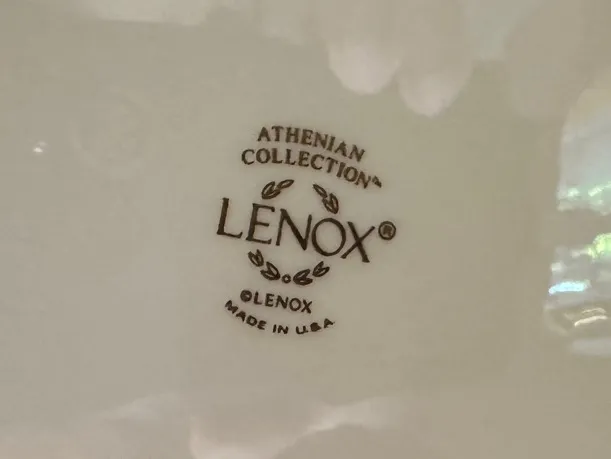 ATHENIAN
COLLECTION™
LENOX®
©LENOX
MADE IN U.S.A.